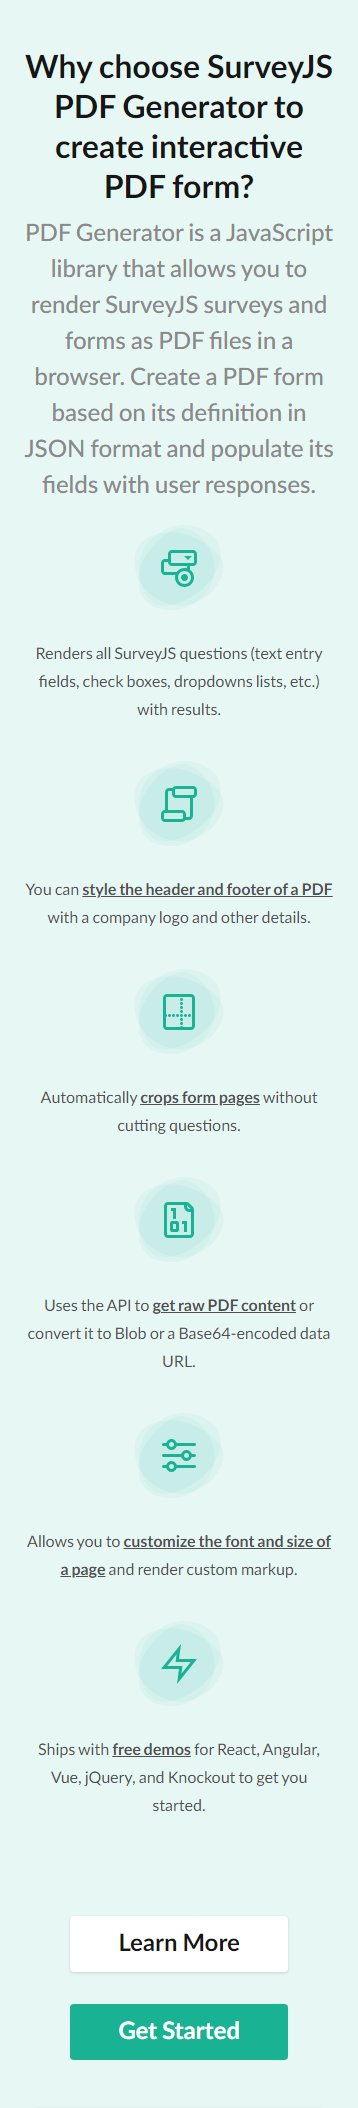 Why choose SurveyJS
PDF Generator to
create interactive
PDF form?
PDF Generator is a JavaScript
library that allows you to
render SurveyJS surveys and
forms as PDF files in a
browser. Create a PDF form
based on its definition in
JSON format and populate its
fields with user responses.
Renders all SurveyJS questions (text entry
fields, check boxes, dropdowns lists, etc.)
with results.
You can style the header and footer of a PDF
with a company logo and other details.
Automatically crops form pages without
cutting questions.
1
01
Uses the API to get raw PDF content or
convert it to Blob or a Base64-encoded data
URL.
Allows you to customize the font and size of
a page and render custom markup.
Ships with free demos for React, Angular,
Vue, jQuery, and Knockout to get you
started.
Learn More
Get Started